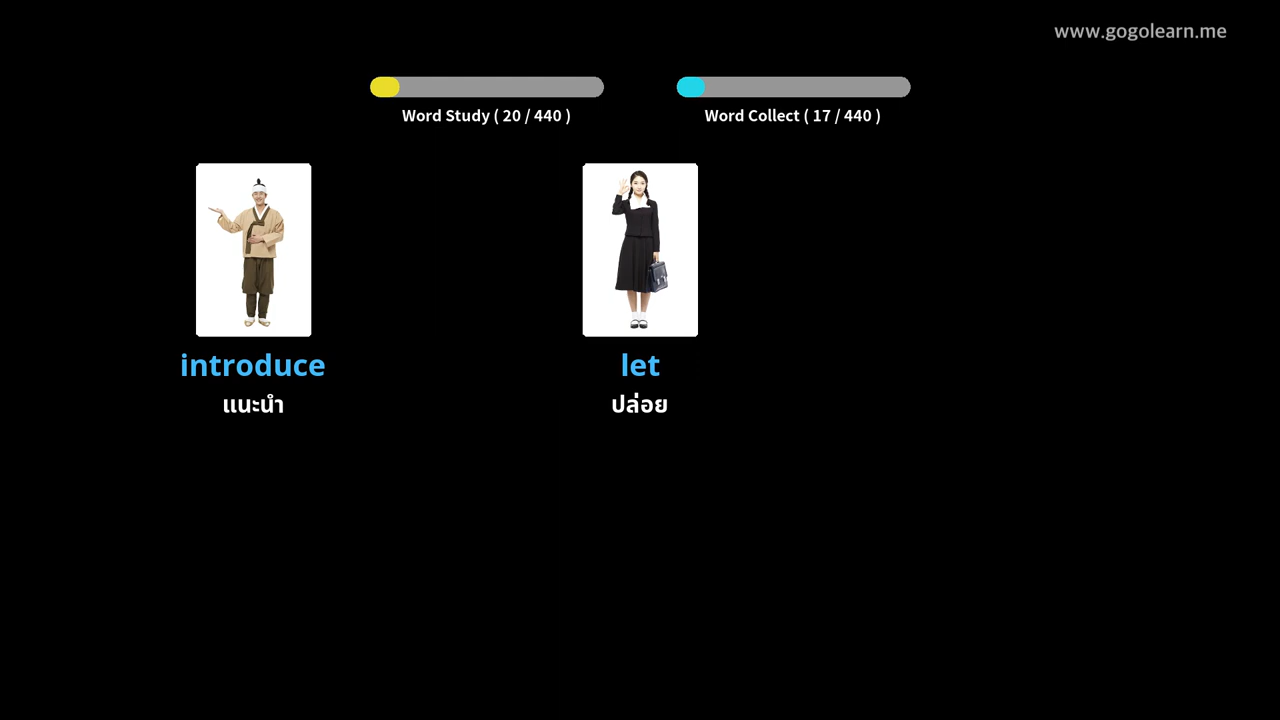 www.gogolearn.me
Word Study ( 20 / 440 )
Word Collect ( 17 / 440 )
introduce
แนะนำ
let
ปล่อย